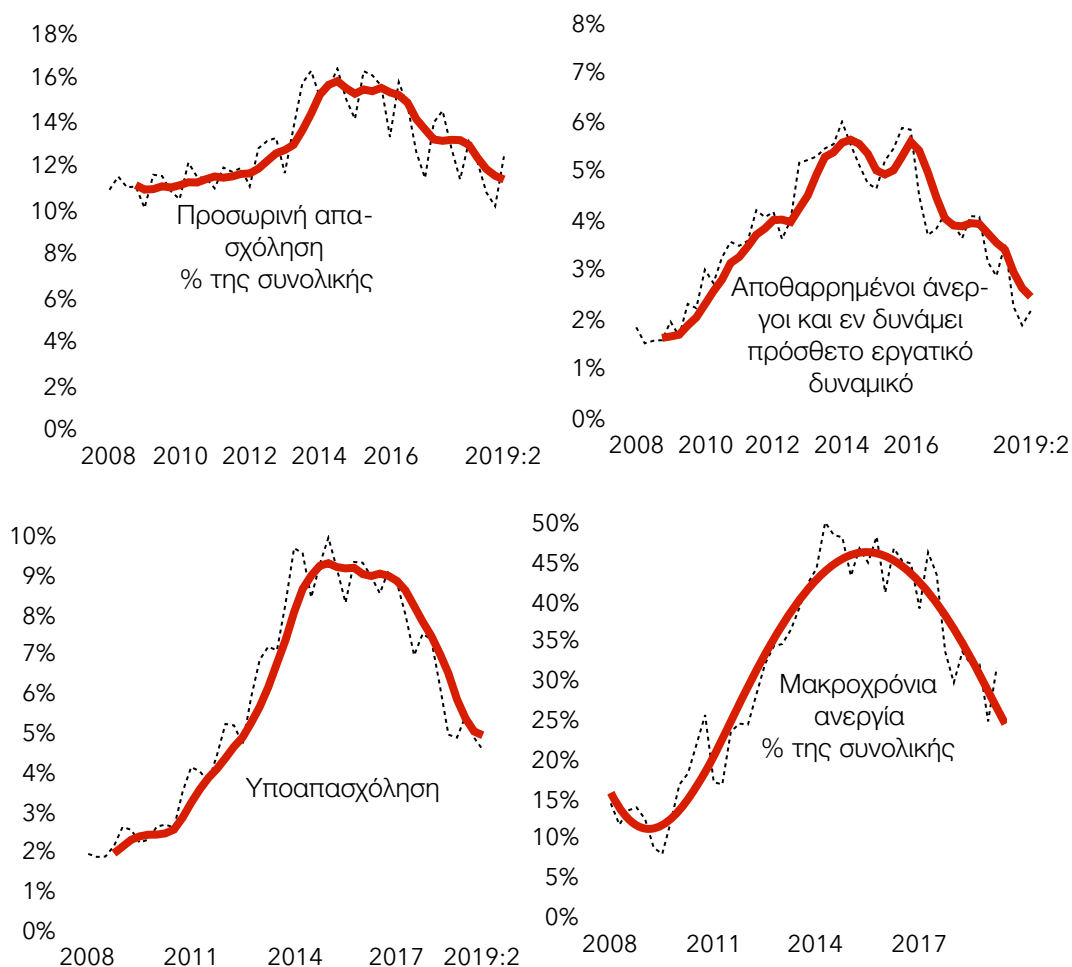 18%
16%
14%
12%
10%
8%
6%
4%
2%
0%
Προσωρινή απα-
σχόληση
% της συνολικής
2008 2010 2012 2014 2016 2019:2
8%
7%
6%
5%
4%
3%
2%
1%
0%
Αποθαρρημένοι άνερ-
γοι και εν δυνάμει
πρόσθετο εργατικό
δυναμικό
2008 2010 2012 2014 2016 2019:2
10%
9%
8%
7%
6%
5%
4%
3%
2%
1%
0%
Υποαπασχόληση
2008 2011 2014 2017 2019:2
50%
45%
40%
35%
30%
25%
20%
15%
10%
5%
0%
Μακροχρόνια
ανεργία
% της συνολικής
2008 2011 2014 2017